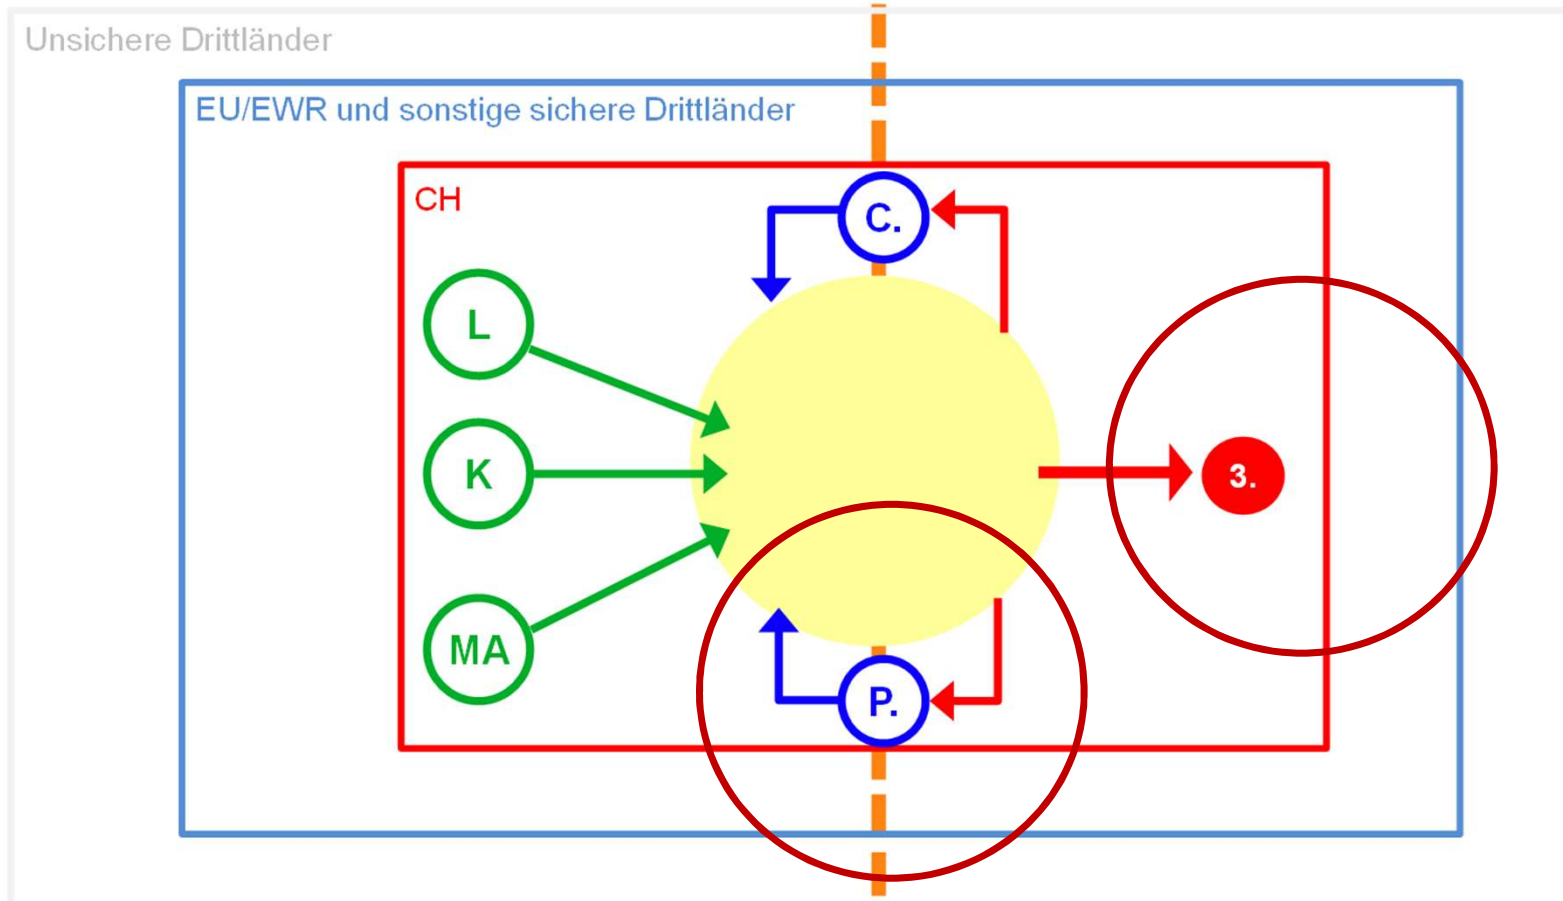 Unsichere Drittländer
EU/EWR und sonstige sichere Drittländer
CH
C.
L
K
3.
MA
P.